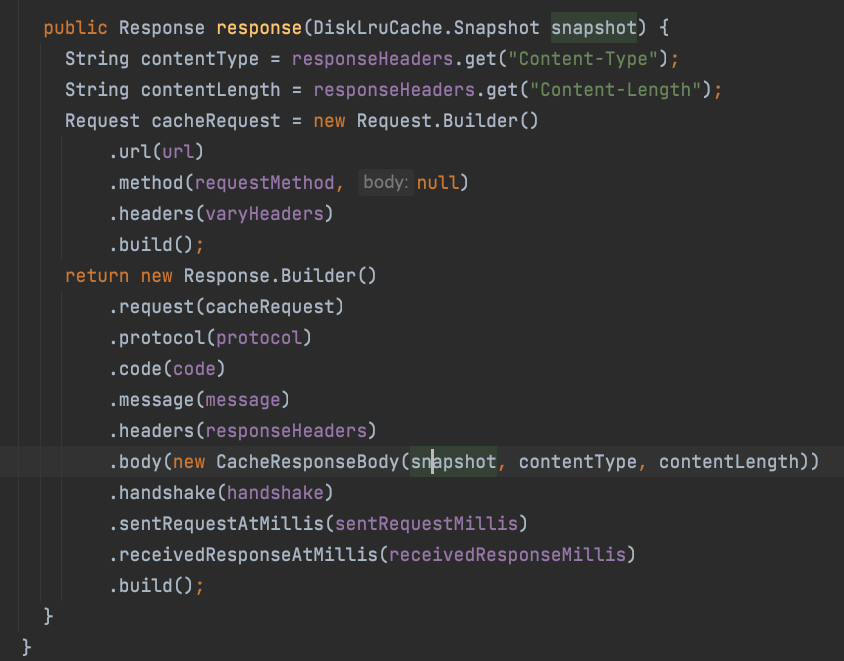 public Response response(DiskLruCache.Snapshot snapshot) {
String contentType = responseHeaders.get("Content-Type");
String contentLength = responseHeaders.get("Content-Length");
Request cacheRequest = new Request.Builder()
.url(url)
.method(requestMethod, body: null)
.headers(varyHeaders)
.build();
return new Response.Builder()
.request(cacheRequest)
.protocol(protocol)
.code(code)
.message(message)
.headers(responseHeaders)
.body(new CacheResponseBody(snapshot, contentType, contentLength))
.handshake(handshake)
.sentRequestAtMillis(sentRequestMillis)
.receivedResponseAtMillis(receivedResponseMillis)
.build();
}
}